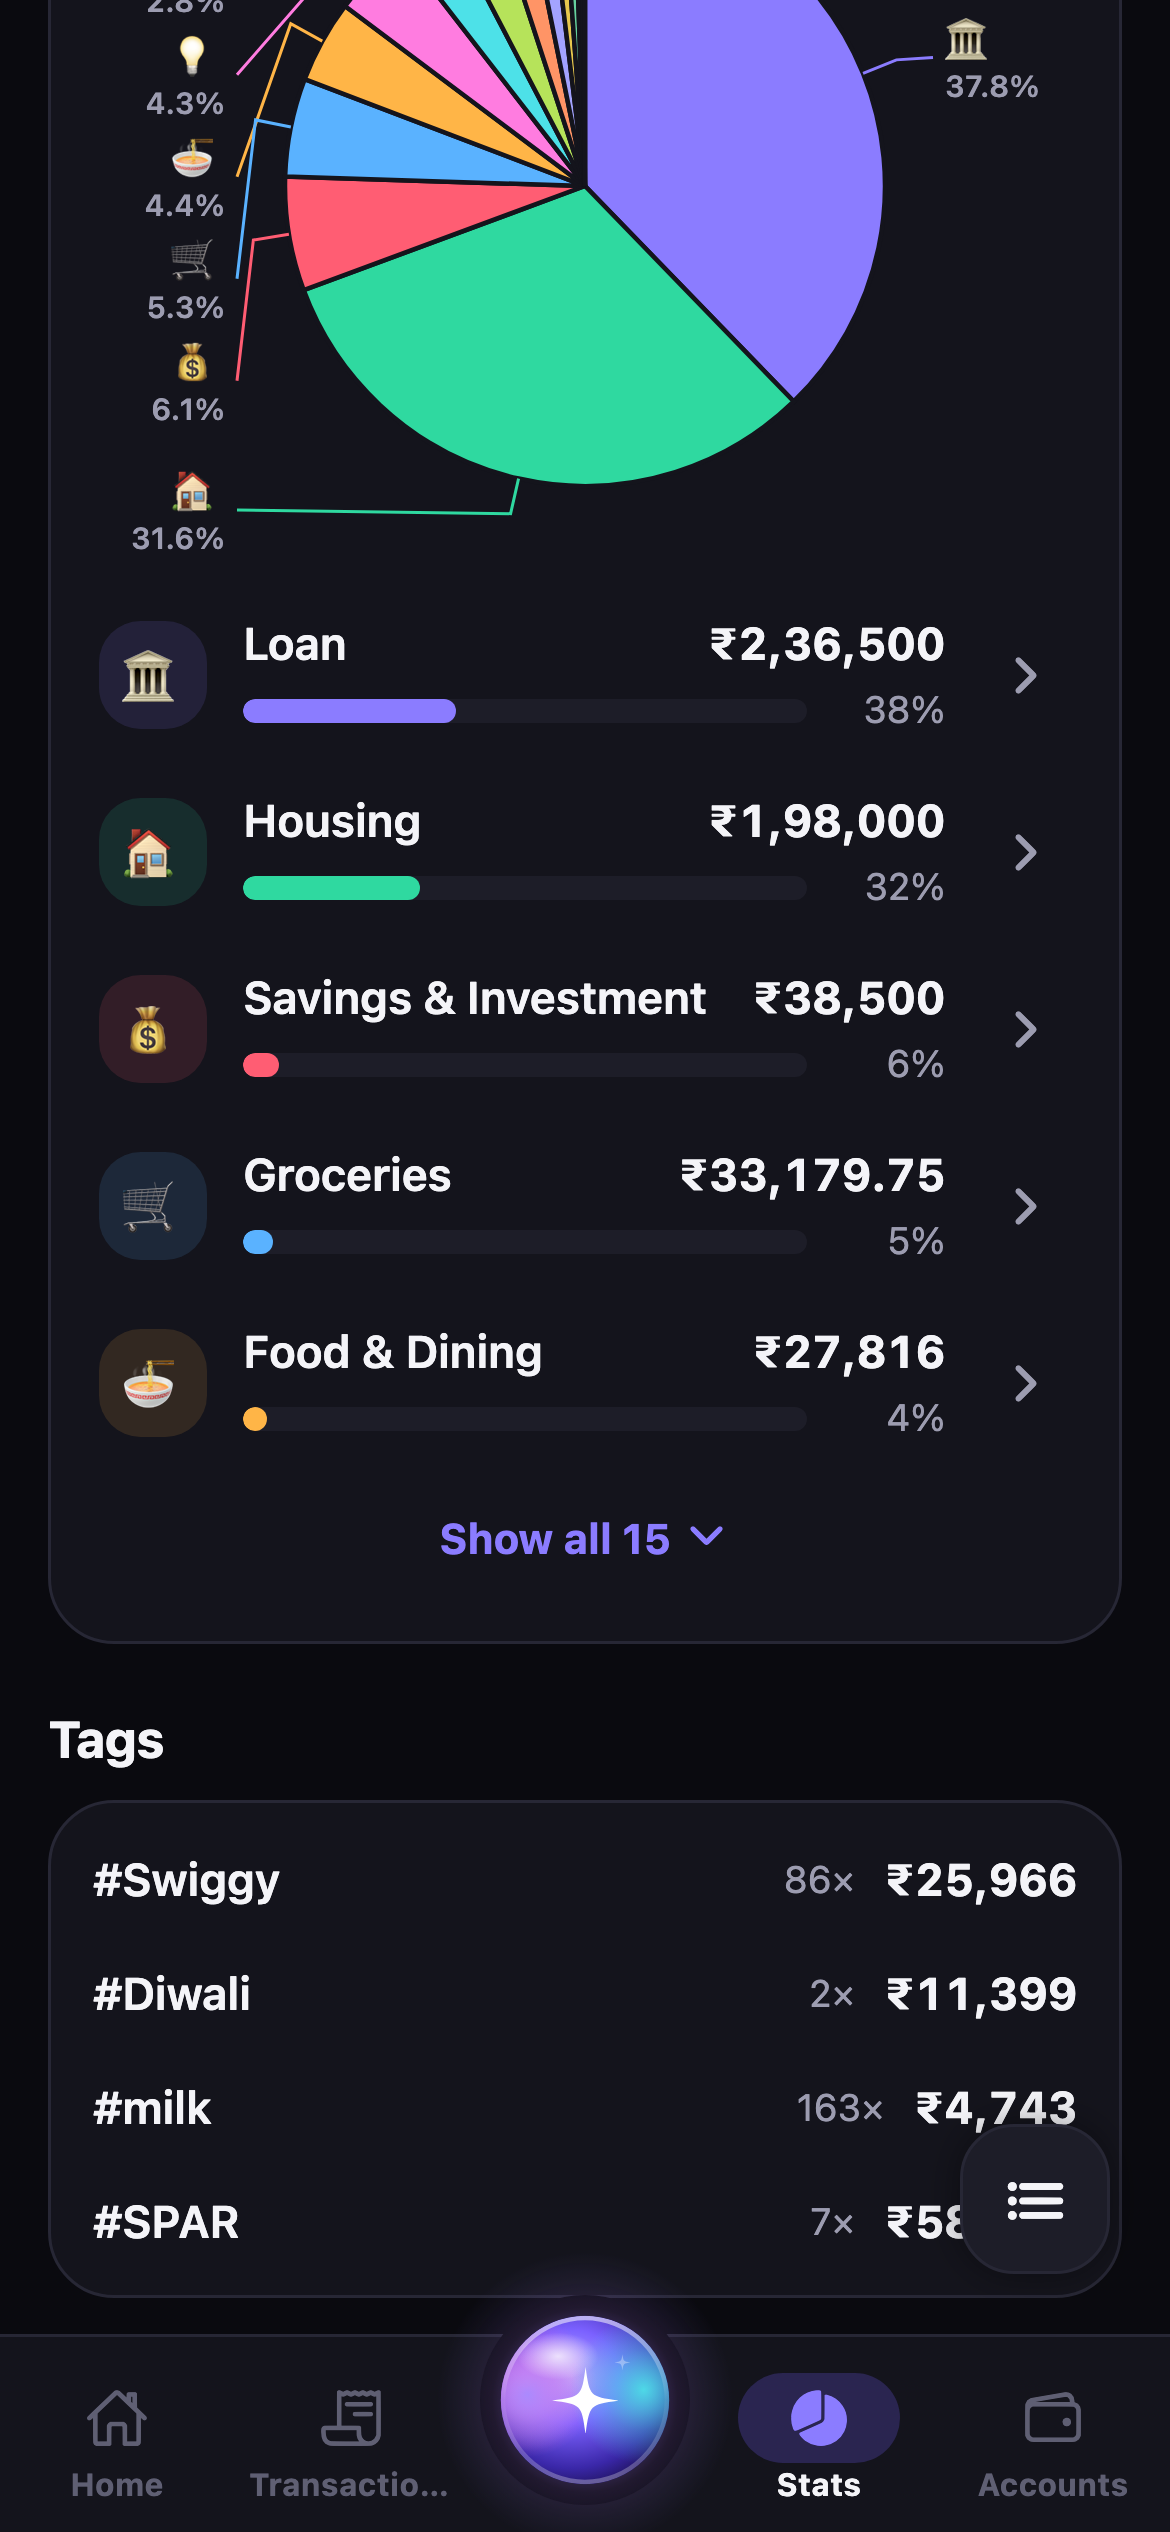 2.8%
37.8%
4.3%
4.4%
5.3%
6.1%
31.6%
Loan ₹2,36,500
38%
Housing ₹1,98,000
32%
Savings & Investment ₹38,500
6%
Groceries ₹33,179.75
5%
Food & Dining ₹27,816
4%
Show all 15
Tags
#Swiggy 86× ₹25,966
#Diwali 2× ₹11,399
#milk 163× ₹4,743
#SPAR 7×
Home Transactio... Stats Accounts